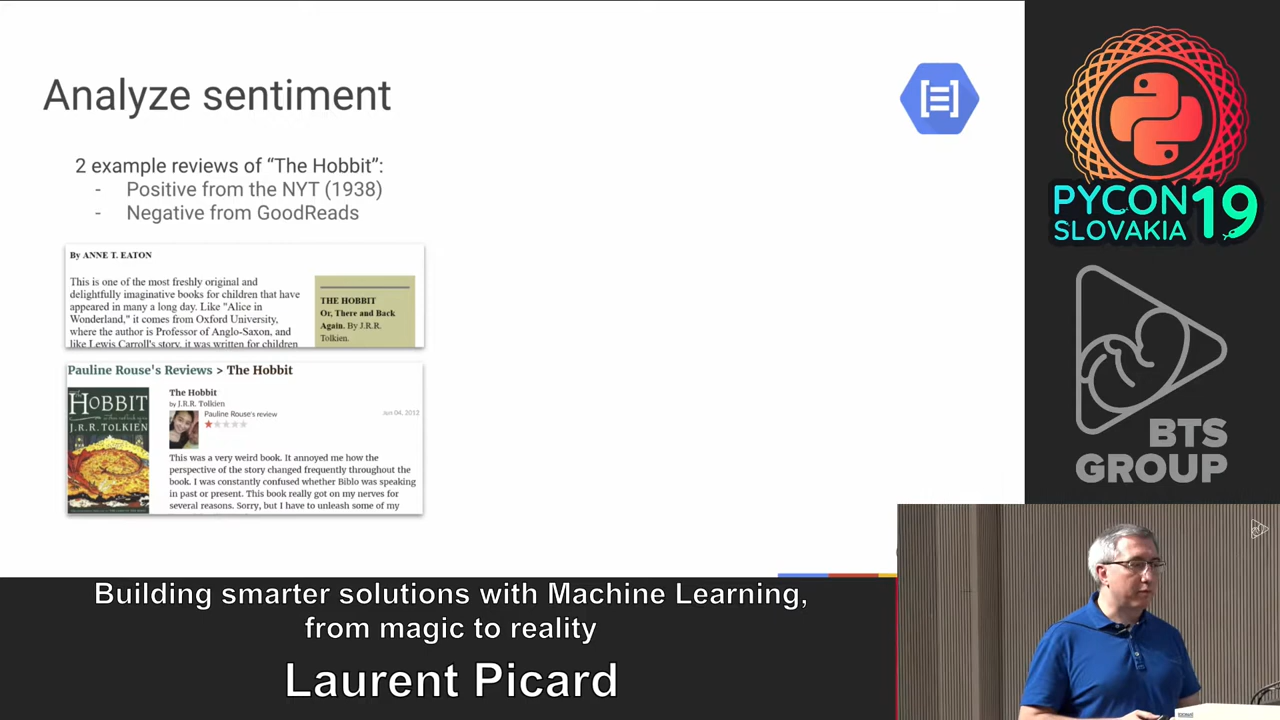 Analyze sentiment
2 example reviews of “The Hobbit”:
- Positive from the NYT (1938)
- Negative from GoodReads
By ANNE T. EATON
This is one of the most freshly original and
delightfully imaginative books for children that have
appeared in many a long day. Like "Alice in
Wonderland," it comes from Oxford University,
where the author is Professor of Anglo-Saxon, and
like Lewis Carroll's story, it was written for children
THE HOBBIT
Or, There and Back
Again. By J.R.R.
Tolkien.
Pauline Rouse's Reviews > The Hobbit
HOBBIT
J.R.R. TOLKIEN
The Hobbit
by J.R.R. Tolkien
Pauline Rouse's review
Jun 04, 2012
This was a very weird book. It annoyed me how the
perspective of the story changed frequently throughout the
book. I was constantly confused whether Biblo was speaking
in past or present. This book really got on my nerves for
several reasons. Sorry, but I have to unleash some of my
PYCON
SLOVAKIA
19
BTS
GROUP
Building smarter solutions with Machine Learning,
from magic to reality
Laurent Picard